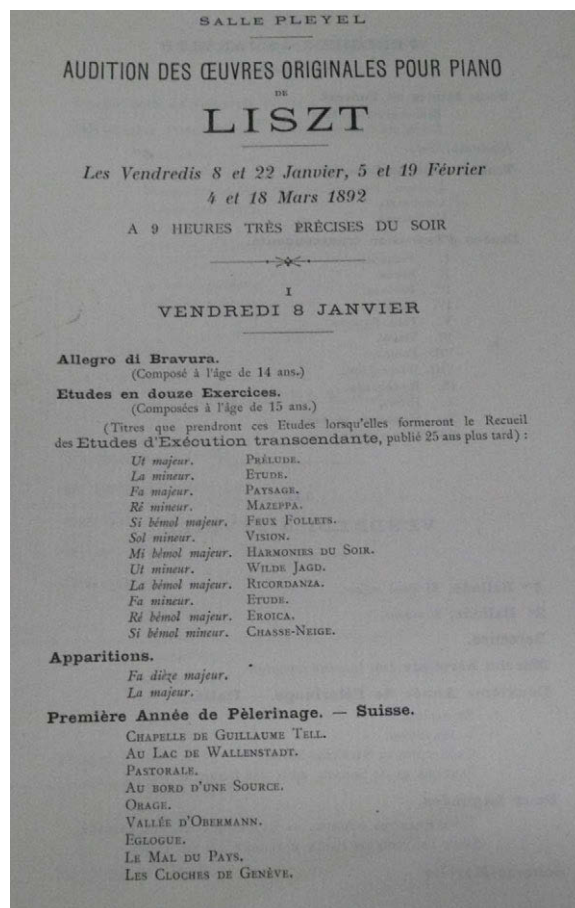 SALLE PLEYEL
AUDITION DES ŒUVRES ORIGINALES POUR PIANO
DE
LISZT
Les Vendredis 8 et 22 Janvier, 5 et 19 Février
4 et 18 Mars 1892
A 9 HEURES TRÈS PRÉCISES DU SOIR
I
VENDREDI 8 JANVIER
Allegro di Bravura.
(Composé à l'âge de 14 ans.)
Etudes en douze Exercices.
(Composées à l'âge de 15 ans.)
(Titres que prendront ces Etudes lorsqu'elles formeront le Recueil
des Etudes d'Exécution transcendante, publié 25 ans plus tard) :
Ut majeur. PRÉLUDE.
La mineur. ETUDE.
Fa majeur. PAYSAGE.
Ré mineur. MAZEPPA.
Si bémol majeur. FEUX FOLLETS.
Sol mineur. VISION.
Mi bémol majeur. HARMONIES DU SOIR.
Ut mineur. WILDE JAGD.
La bémol majeur. RICORDANZA.
Fa mineur. ETUDE.
Ré bémol majeur. EROICA.
Si bémol mineur. CHASSE-NEIGE.
Apparitions.
Fa dièze majeur.
La majeur.
Première Année de Pèlerinage. — Suisse.
CHAPELLE DE GUILLAUME TELL.
AU LAC DE WALLENSTADT.
PASTORALE.
AU BORD D'UNE SOURCE.
ORAGE.
VALLÉE D'OBERMANN.
EGLOGUE.
LE MAL DU PAYS.
LES CLOCHES DE GENÈVE.